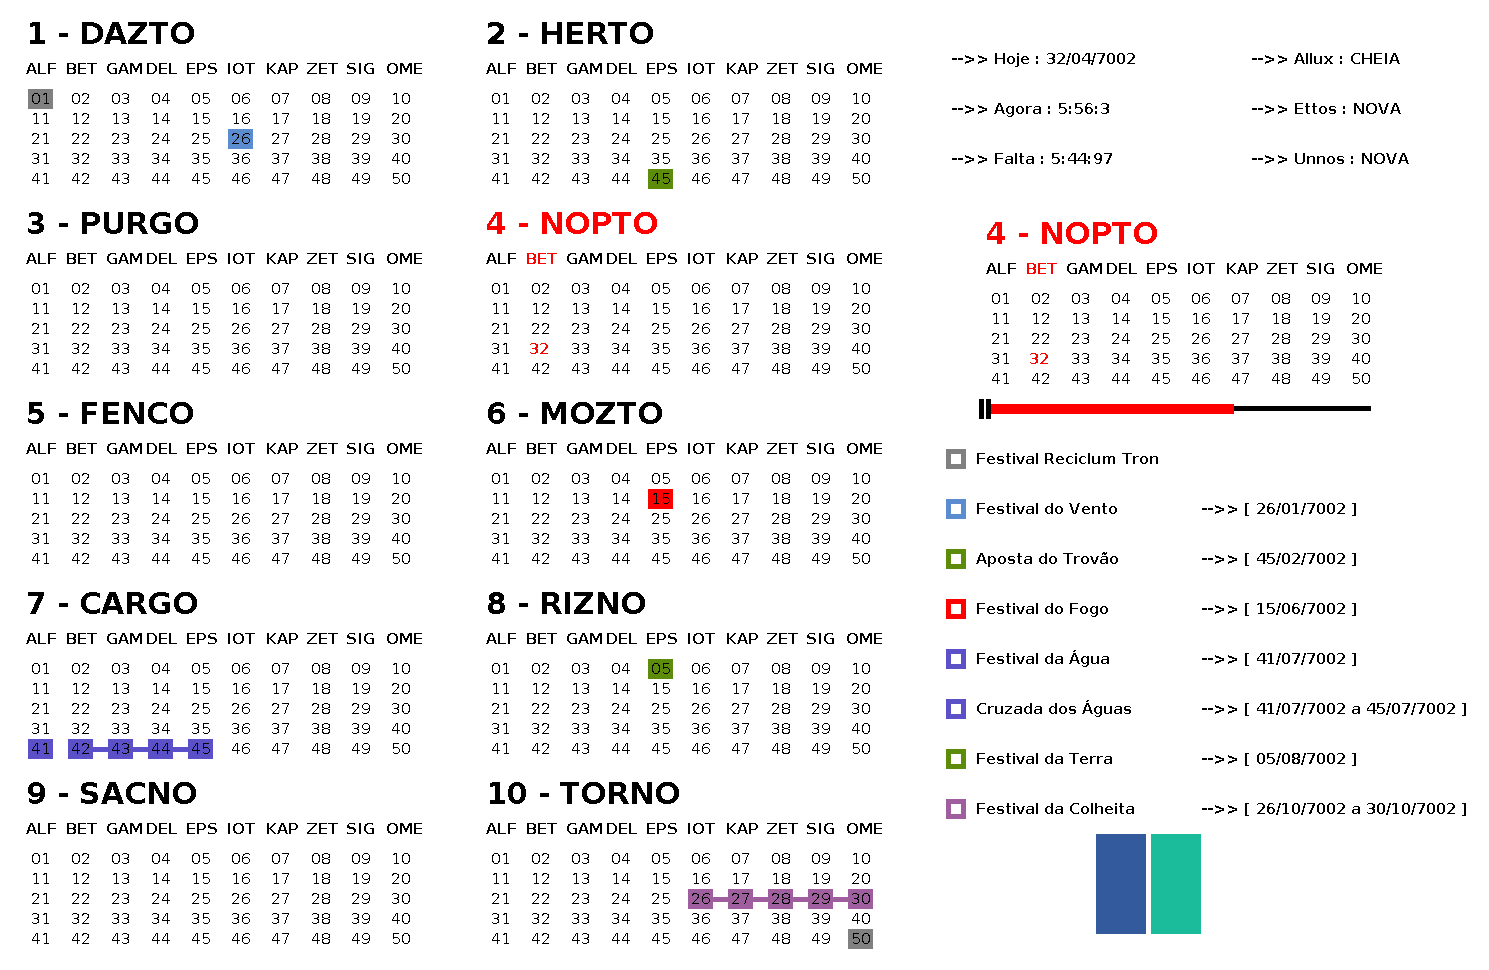 1 - DAZTO
ALF BET GAM DEL EPS IOT KAP ZET SIG OME
01 02 03 04 05 06 07 08 09 10
11 12 13 14 15 16 17 18 19 20
21 22 23 24 25 26 27 28 29 30
31 32 33 34 35 36 37 38 39 40
41 42 43 44 45 46 47 48 49 50
2 - HERTO
ALF BET GAM DEL EPS IOT KAP ZET SIG OME
01 02 03 04 05 06 07 08 09 10
11 12 13 14 15 16 17 18 19 20
21 22 23 24 25 26 27 28 29 30
31 32 33 34 35 36 37 38 39 40
41 42 43 44 45 46 47 48 49 50
3 - PURGO
ALF BET GAM DEL EPS IOT KAP ZET SIG OME
01 02 03 04 05 06 07 08 09 10
11 12 13 14 15 16 17 18 19 20
21 22 23 24 25 26 27 28 29 30
31 32 33 34 35 36 37 38 39 40
41 42 43 44 45 46 47 48 49 50
4 - NOPTO
ALF BET GAM DEL EPS IOT KAP ZET SIG OME
01 02 03 04 05 06 07 08 09 10
11 12 13 14 15 16 17 18 19 20
21 22 23 24 25 26 27 28 29 30
31 32 33 34 35 36 37 38 39 40
41 42 43 44 45 46 47 48 49 50
5 - FENCO
ALF BET GAM DEL EPS IOT KAP ZET SIG OME
01 02 03 04 05 06 07 08 09 10
11 12 13 14 15 16 17 18 19 20
21 22 23 24 25 26 27 28 29 30
31 32 33 34 35 36 37 38 39 40
41 42 43 44 45 46 47 48 49 50
6 - MOZTO
ALF BET GAM DEL EPS IOT KAP ZET SIG OME
01 02 03 04 05 06 07 08 09 10
11 12 13 14 15 16 17 18 19 20
21 22 23 24 25 26 27 28 29 30
31 32 33 34 35 36 37 38 39 40
41 42 43 44 45 46 47 48 49 50
7 - CARGO
ALF BET GAM DEL EPS IOT KAP ZET SIG OME
01 02 03 04 05 06 07 08 09 10
11 12 13 14 15 16 17 18 19 20
21 22 23 24 25 26 27 28 29 30
31 32 33 34 35 36 37 38 39 40
41 42 43 44 45 46 47 48 49 50
8 - RIZNO
ALF BET GAM DEL EPS IOT KAP ZET SIG OME
01 02 03 04 05 06 07 08 09 10
11 12 13 14 15 16 17 18 19 20
21 22 23 24 25 26 27 28 29 30
31 32 33 34 35 36 37 38 39 40
41 42 43 44 45 46 47 48 49 50
9 - SACNO
ALF BET GAM DEL EPS IOT KAP ZET SIG OME
01 02 03 04 05 06 07 08 09 10
11 12 13 14 15 16 17 18 19 20
21 22 23 24 25 26 27 28 29 30
31 32 33 34 35 36 37 38 39 40
41 42 43 44 45 46 47 48 49 50
10 - TORNO
ALF BET GAM DEL EPS IOT KAP ZET SIG OME
01 02 03 04 05 06 07 08 09 10
11 12 13 14 15 16 17 18 19 20
21 22 23 24 25 26 27 28 29 30
31 32 33 34 35 36 37 38 39 40
41 42 43 44 45 46 47 48 49 50
-->> Hoje : 32/04/7002 -->> Allux : CHEIA
-->> Agora : 5:56:3 -->> Ettos : NOVA
-->> Falta : 5:44:97 -->> Unnos : NOVA
4 - NOPTO
ALF BET GAM DEL EPS IOT KAP ZET SIG OME
01 02 03 04 05 06 07 08 09 10
11 12 13 14 15 16 17 18 19 20
21 22 23 24 25 26 27 28 29 30
31 32 33 34 35 36 37 38 39 40
41 42 43 44 45 46 47 48 49 50
Festival Reciclum Tron
Festival do Vento -->> [ 26/01/7002 ]
Aposta do Trovão -->> [ 45/02/7002 ]
Festival do Fogo -->> [ 15/06/7002 ]
Festival da Água -->> [ 41/07/7002 ]
Cruzada dos Águas -->> [ 41/07/7002 a 45/07/7002 ]
Festival da Terra -->> [ 05/08/7002 ]
Festival da Colheita -->> [ 26/10/7002 a 30/10/7002 ]